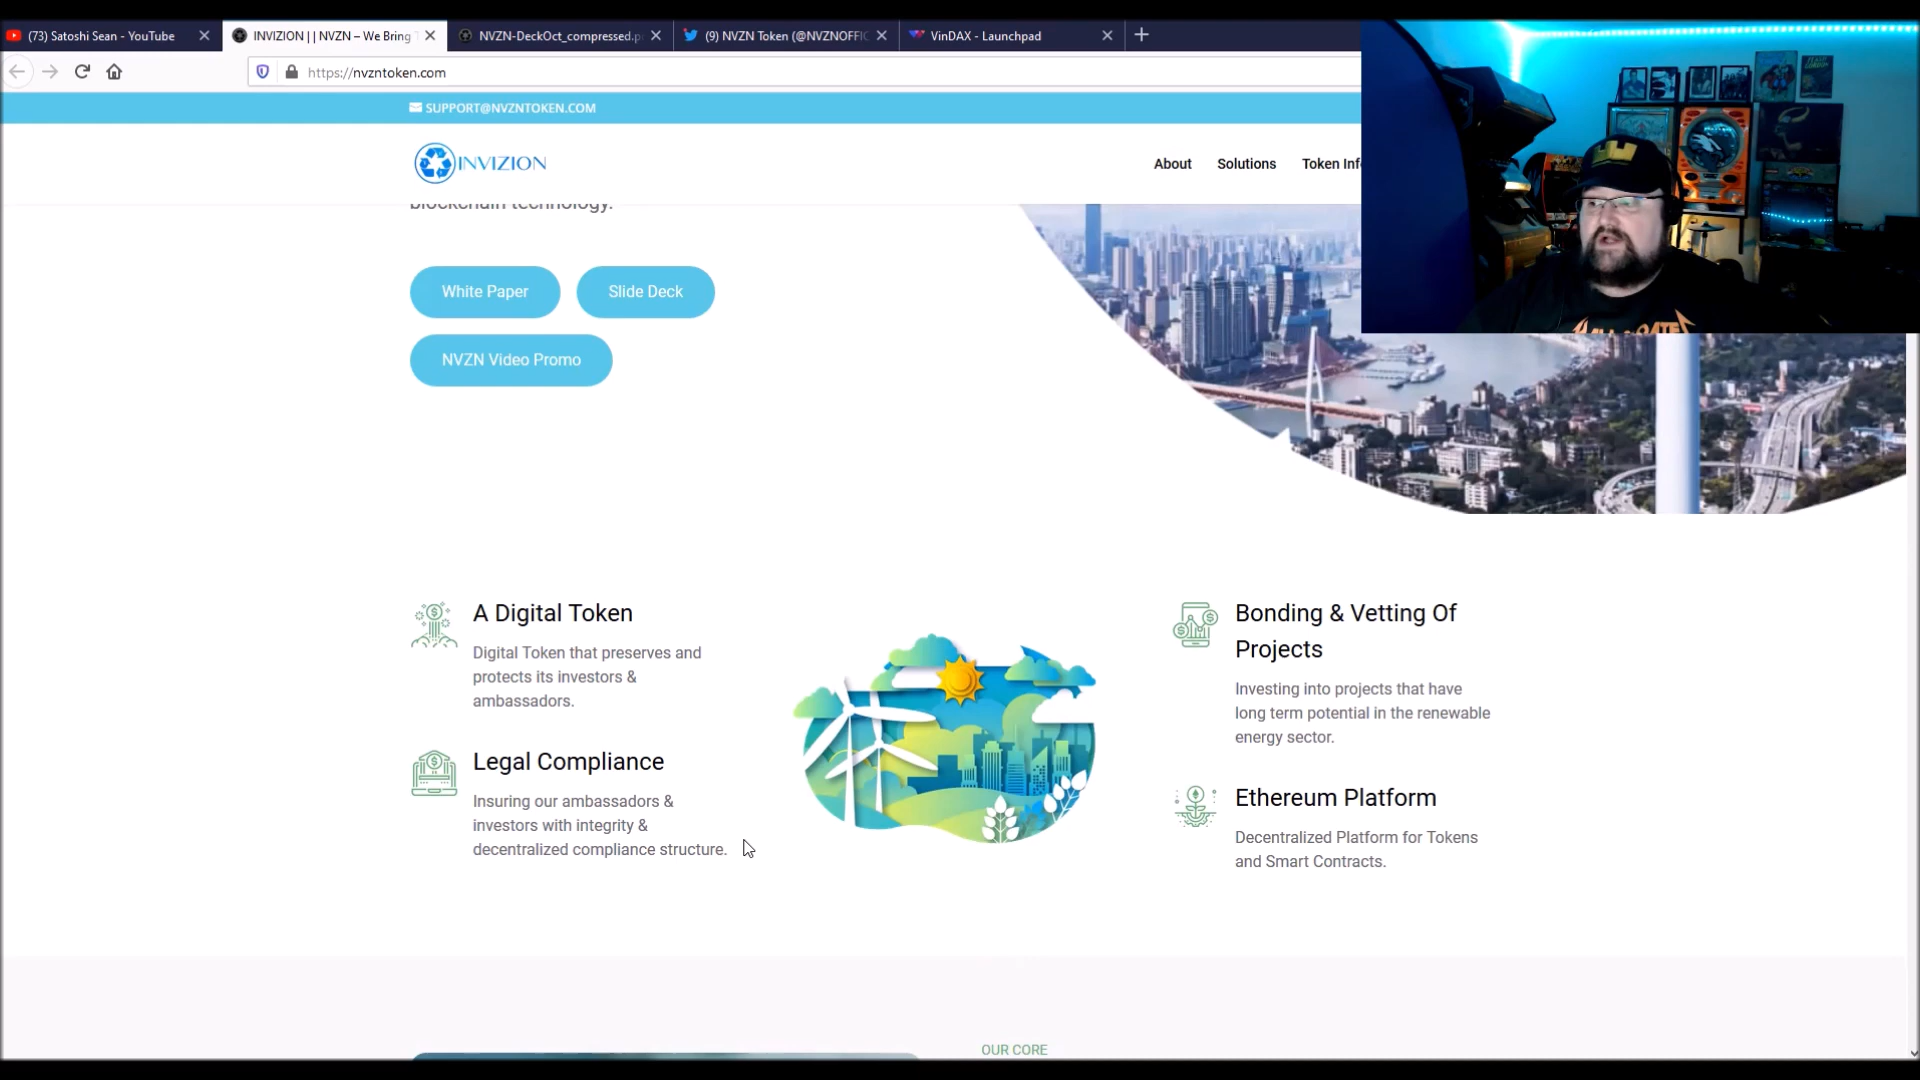 (73) Satoshi Sean - YouTube
INVIZION | | NVZN – We Bring T
NVZN-DeckOct_compressed.p
(9) NVZN Token (@NVZNOFFIC
VinDAX - Launchpad
https://nvzntoken.com
SUPPORT@NVZNTOKEN.COM
INVIZION
About
Solutions
Token Inf
blockchain technology.
White Paper
Slide Deck
NVZN Video Promo
A Digital Token
Digital Token that preserves and
protects its investors &
ambassadors.
Legal Compliance
Insuring our ambassadors &
investors with integrity &
decentralized compliance structure.
Bonding & Vetting Of
Projects
Investing into projects that have
long term potential in the renewable
energy sector.
Ethereum Platform
Decentralized Platform for Tokens
and Smart Contracts.
OUR CORE